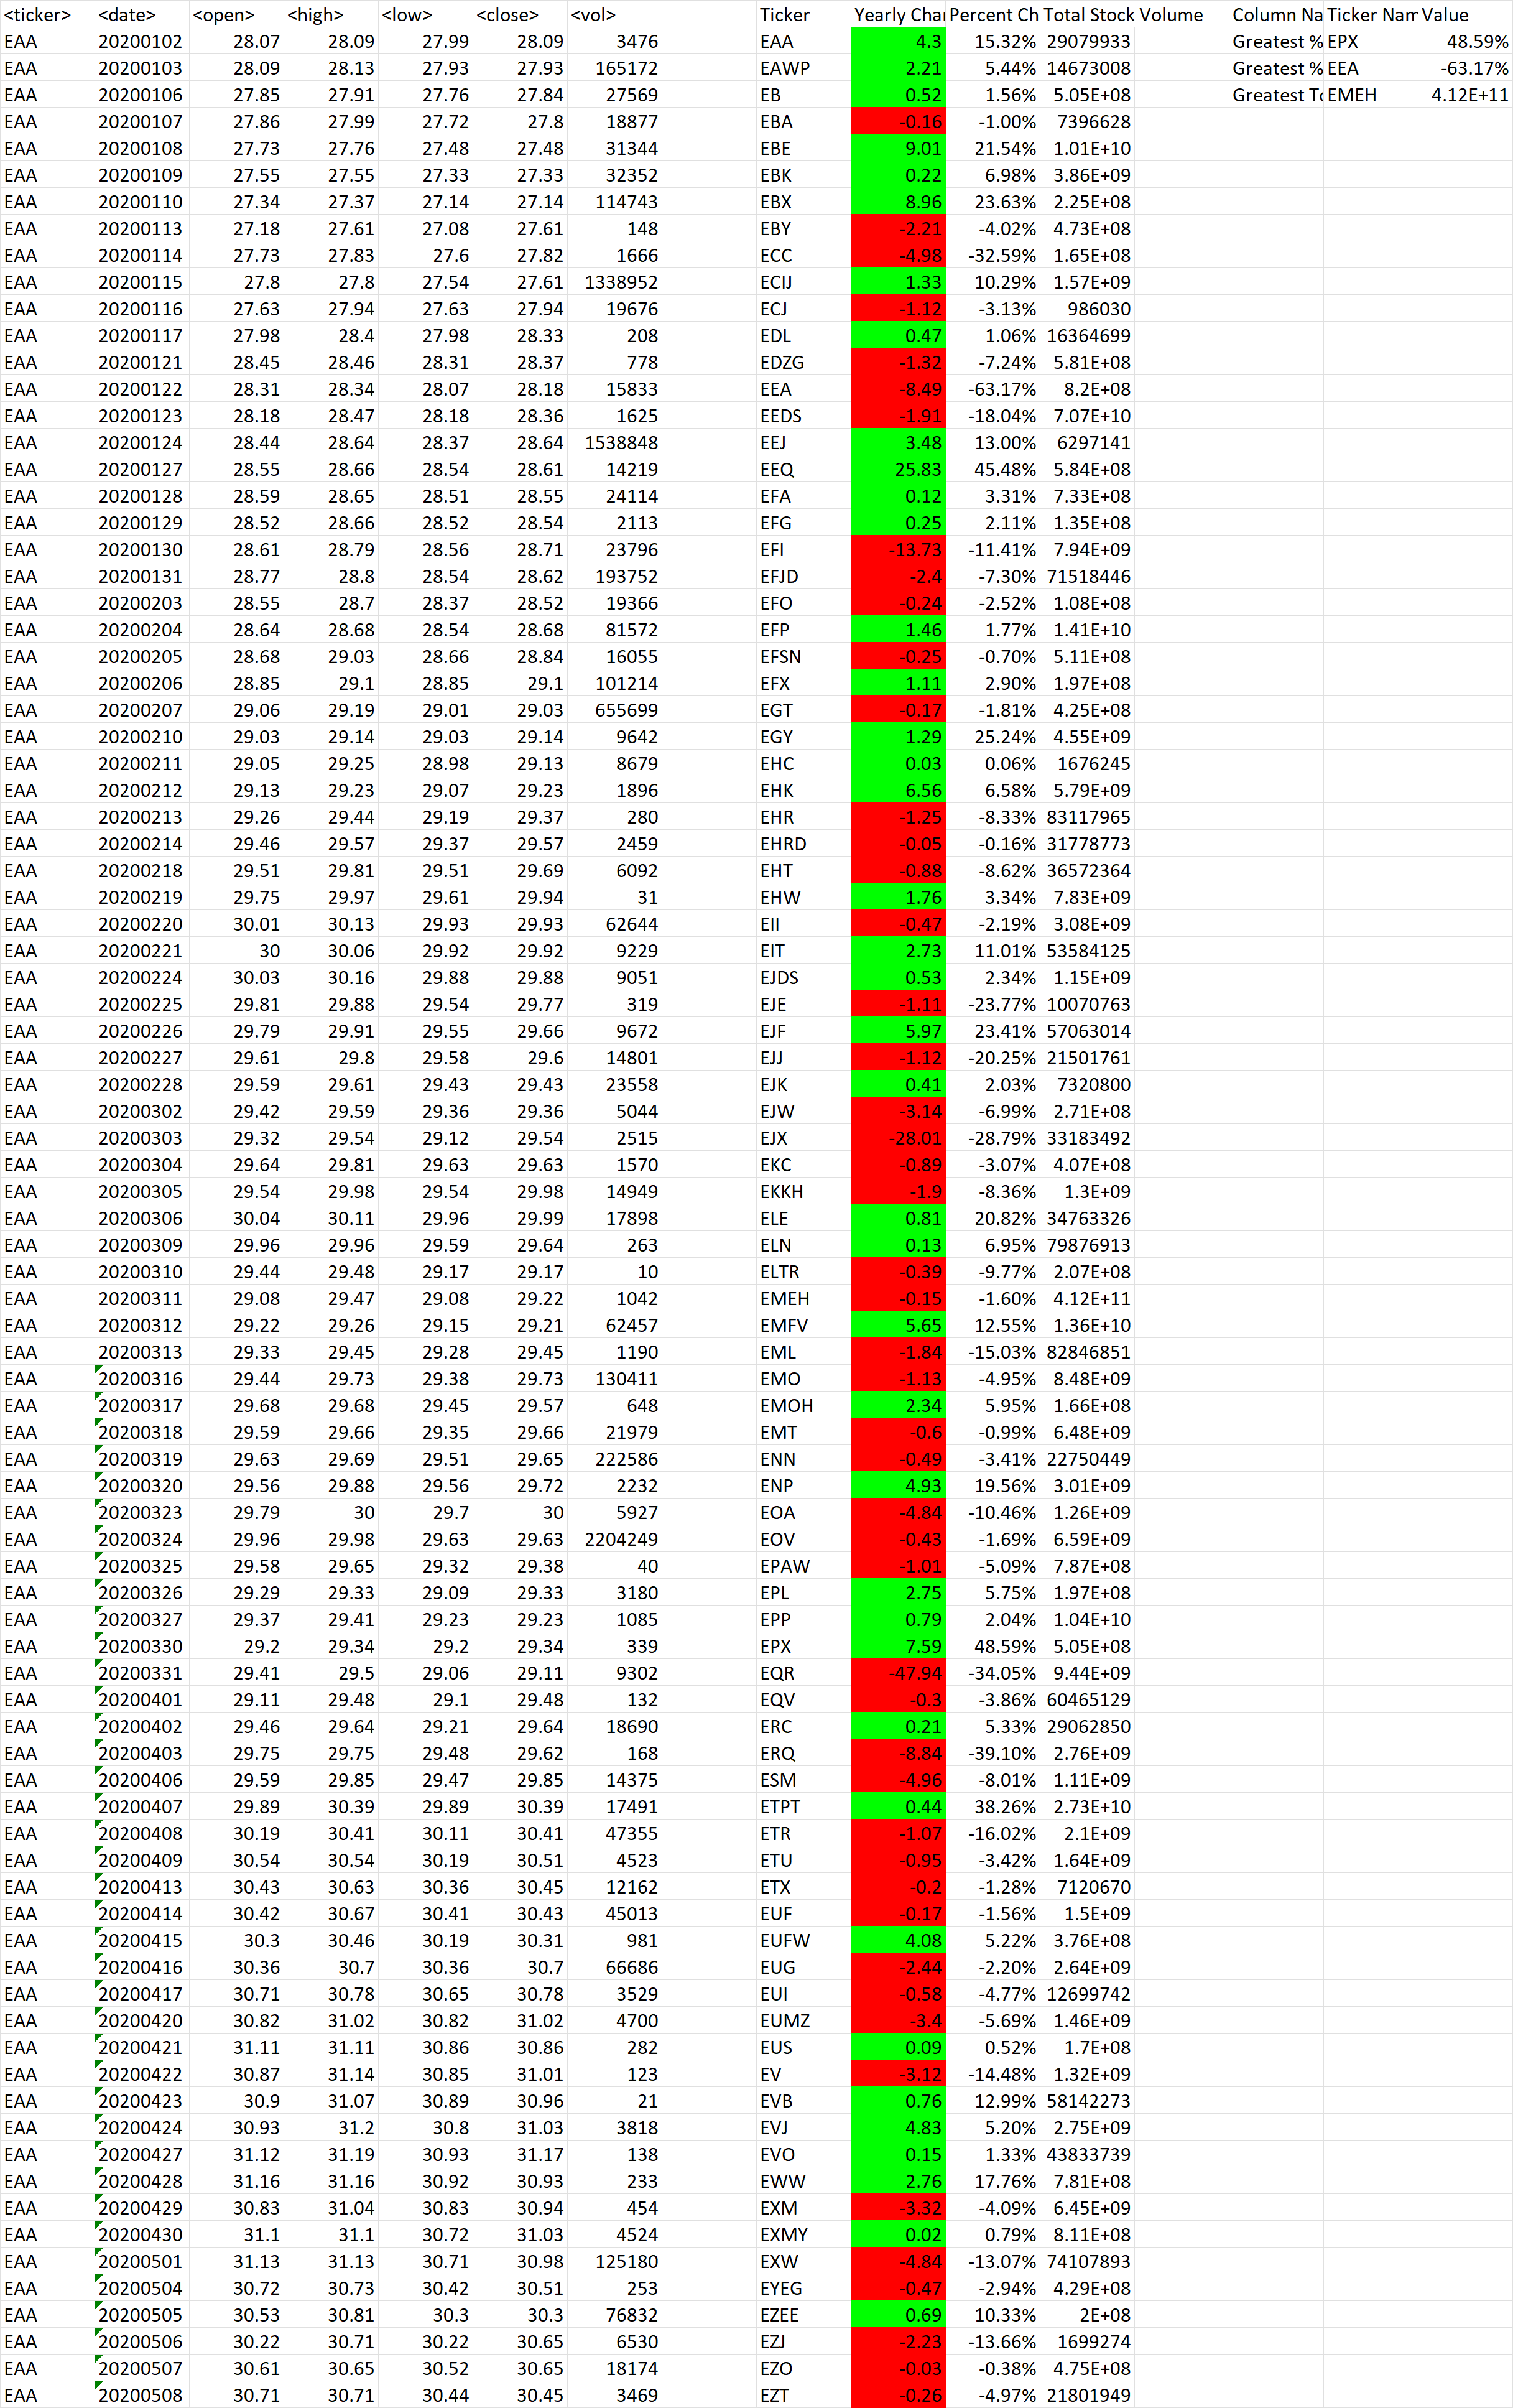 <ticker> <date> <open> <high> <low> <close> <vol> Ticker Yearly Char Percent Ch Total Stock Volume Column Na Ticker Nam Value
EAA 20200102 28.07 28.09 27.99 28.09 3476 EAA 4.3 15.32% 29079933 Greatest % EPX 48.59%
EAA 20200103 28.09 28.13 27.93 27.93 165172 EAWP 2.21 5.44% 14673008 Greatest % EEA -63.17%
EAA 20200106 27.85 27.91 27.76 27.84 27569 EB 0.52 1.56% 5.05E+08 Greatest To EMEH 4.12E+11
EAA 20200107 27.86 27.99 27.72 27.8 18877 EBA -0.16 -1.00% 7396628
EAA 20200108 27.73 27.76 27.48 27.48 31344 EBE 9.01 21.54% 1.01E+10
EAA 20200109 27.55 27.55 27.33 27.33 32352 EBK 0.22 6.98% 3.86E+09
EAA 20200110 27.34 27.37 27.14 27.14 114743 EBX 8.96 23.63% 2.25E+08
EAA 20200113 27.18 27.61 27.08 27.61 148 EBY -2.21 -4.02% 4.73E+08
EAA 20200114 27.73 27.83 27.6 27.82 1666 ECC -4.98 -32.59% 1.65E+08
EAA 20200115 27.8 27.8 27.54 27.61 1338952 ECIJ 1.33 10.29% 1.57E+09
EAA 20200116 27.63 27.94 27.63 27.94 19676 ECJ -1.12 -3.13% 986030
EAA 20200117 27.98 28.4 27.98 28.33 208 EDL 0.47 1.06% 16364699
EAA 20200121 28.45 28.46 28.31 28.37 778 EDZG -1.32 -7.24% 5.81E+08
EAA 20200122 28.31 28.34 28.07 28.18 15833 EEA -8.49 -63.17% 8.2E+08
EAA 20200123 28.18 28.47 28.18 28.36 1625 EEDS -1.91 -18.04% 7.07E+10
EAA 20200124 28.44 28.64 28.37 28.64 1538848 EEJ 3.48 13.00% 6297141
EAA 20200127 28.55 28.66 28.54 28.61 14219 EEQ 25.83 45.48% 5.84E+08
EAA 20200128 28.59 28.65 28.51 28.55 24114 EFA 0.12 3.31% 7.33E+08
EAA 20200129 28.52 28.66 28.52 28.54 2113 EFG 0.25 2.11% 1.35E+08
EAA 20200130 28.61 28.79 28.56 28.71 23796 EFI -13.73 -11.41% 7.94E+09
EAA 20200131 28.77 28.8 28.54 28.62 193752 EFJD -2.4 -7.30% 71518446
EAA 20200203 28.55 28.7 28.37 28.52 19366 EFO -0.24 -2.52% 1.08E+08
EAA 20200204 28.64 28.68 28.54 28.68 81572 EFP 1.46 1.77% 1.41E+10
EAA 20200205 28.68 29.03 28.66 28.84 16055 EFSN -0.25 -0.70% 5.11E+08
EAA 20200206 28.85 29.1 28.85 29.1 101214 EFX 1.11 2.90% 1.97E+08
EAA 20200207 29.06 29.19 29.01 29.03 655699 EGT -0.17 -1.81% 4.25E+08
EAA 20200210 29.03 29.14 29.03 29.14 9642 EGY 1.29 25.24% 4.55E+09
EAA 20200211 29.05 29.25 28.98 29.13 8679 EHC 0.03 0.06% 1676245
EAA 20200212 29.13 29.23 29.07 29.23 1896 EHK 6.56 6.58% 5.79E+09
EAA 20200213 29.26 29.44 29.19 29.37 280 EHR -1.25 -8.33% 83117965
EAA 20200214 29.46 29.57 29.37 29.57 2459 EHRD -0.05 -0.16% 31778773
EAA 20200218 29.51 29.81 29.51 29.69 6092 EHT -0.88 -8.62% 36572364
EAA 20200219 29.75 29.97 29.61 29.94 31 EHW 1.76 3.34% 7.83E+09
EAA 20200220 30.01 30.13 29.93 29.93 62644 EII -0.47 -2.19% 3.08E+09
EAA 20200221 30 30.06 29.92 29.92 9229 EIT 2.73 11.01% 53584125
EAA 20200224 30.03 30.16 29.88 29.88 9051 EJDS 0.53 2.34% 1.15E+09
EAA 20200225 29.81 29.88 29.54 29.77 319 EJE -1.11 -23.77% 10070763
EAA 20200226 29.79 29.91 29.55 29.66 9672 EJF 5.97 23.41% 57063014
EAA 20200227 29.61 29.8 29.58 29.6 14801 EJJ -1.12 -20.25% 21501761
EAA 20200228 29.59 29.61 29.43 29.43 23558 EJK 0.41 2.03% 7320800
EAA 20200302 29.42 29.59 29.36 29.36 5044 EJW -3.14 -6.99% 2.71E+08
EAA 20200303 29.32 29.54 29.12 29.54 2515 EJX -28.01 -28.79% 33183492
EAA 20200304 29.64 29.81 29.63 29.63 1570 EKC -0.89 -3.07% 4.07E+08
EAA 20200305 29.54 29.98 29.54 29.98 14949 EKKH -1.9 -8.36% 1.3E+09
EAA 20200306 30.04 30.11 29.96 29.99 17898 ELE 0.81 20.82% 34763326
EAA 20200309 29.96 29.96 29.59 29.64 263 ELN 0.13 6.95% 79876913
EAA 20200310 29.44 29.48 29.17 29.17 10 ELTR -0.39 -9.77% 2.07E+08
EAA 20200311 29.08 29.47 29.08 29.22 1042 EMEH -0.15 -1.60% 4.12E+11
EAA 20200312 29.22 29.26 29.15 29.21 62457 EMFV 5.65 12.55% 1.36E+10
EAA 20200313 29.33 29.45 29.28 29.45 1190 EML -1.84 -15.03% 82846851
EAA 20200316 29.44 29.73 29.38 29.73 130411 EMO -1.13 -4.95% 8.48E+09
EAA 20200317 29.68 29.68 29.45 29.57 648 EMOH 2.34 5.95% 1.66E+08
EAA 20200318 29.59 29.66 29.35 29.66 21979 EMT -0.6 -0.99% 6.48E+09
EAA 20200319 29.63 29.69 29.51 29.65 222586 ENN -0.49 -3.41% 22750449
EAA 20200320 29.56 29.88 29.56 29.72 2232 ENP 4.93 19.56% 3.01E+09
EAA 20200323 29.79 30 29.7 30 5927 EOA -4.84 -10.46% 1.26E+09
EAA 20200324 29.96 29.98 29.63 29.63 2204249 EOV -0.43 -1.69% 6.59E+09
EAA 20200325 29.58 29.65 29.32 29.38 40 EPAW -1.01 -5.09% 7.87E+08
EAA 20200326 29.29 29.33 29.09 29.33 3180 EPL 2.75 5.75% 1.97E+08
EAA 20200327 29.37 29.41 29.23 29.23 1085 EPP 0.79 2.04% 1.04E+10
EAA 20200330 29.2 29.34 29.2 29.34 339 EPX 7.59 48.59% 5.05E+08
EAA 20200331 29.41 29.5 29.06 29.11 9302 EQR -47.94 -34.05% 9.44E+09
EAA 20200401 29.11 29.48 29.1 29.48 132 EQV -0.3 -3.86% 60465129
EAA 20200402 29.46 29.64 29.21 29.64 18690 ERC 0.21 5.33% 29062850
EAA 20200403 29.75 29.75 29.48 29.62 168 ERQ -8.84 -39.10% 2.76E+09
EAA 20200406 29.59 29.85 29.47 29.85 14375 ESM -4.96 -8.01% 1.11E+09
EAA 20200407 29.89 30.39 29.89 30.39 17491 ETPT 0.44 38.26% 2.73E+10
EAA 20200408 30.19 30.41 30.11 30.41 47355 ETR -1.07 -16.02% 2.1E+09
EAA 20200409 30.54 30.54 30.19 30.51 4523 ETU -0.95 -3.42% 1.64E+09
EAA 20200413 30.43 30.63 30.36 30.45 12162 ETX -0.2 -1.28% 7120670
EAA 20200414 30.42 30.67 30.41 30.43 45013 EUF -0.17 -1.56% 1.5E+09
EAA 20200415 30.3 30.46 30.19 30.31 981 EUFW 4.08 5.22% 3.76E+08
EAA 20200416 30.36 30.7 30.36 30.7 66686 EUG -2.44 -2.20% 2.64E+09
EAA 20200417 30.71 30.78 30.65 30.78 3529 EUI -0.58 -4.77% 12699742
EAA 20200420 30.82 31.02 30.82 31.02 4700 EUMZ -3.4 -5.69% 1.46E+09
EAA 20200421 31.11 31.11 30.86 30.86 282 EUS 0.09 0.52% 1.7E+08
EAA 20200422 30.87 31.14 30.85 31.01 123 EV -3.12 -14.48% 1.32E+09
EAA 20200423 30.9 31.07 30.89 30.96 21 EVB 0.76 12.99% 58142273
EAA 20200424 30.93 31.2 30.8 31.03 3818 EVJ 4.83 5.20% 2.75E+09
EAA 20200427 31.12 31.19 30.93 31.17 138 EVO 0.15 1.33% 43833739
EAA 20200428 31.16 31.16 30.92 30.93 233 EWW 2.76 17.76% 7.81E+08
EAA 20200429 30.83 31.04 30.83 30.94 454 EXM -3.32 -4.09% 6.45E+09
EAA 20200430 31.1 31.1 30.72 31.03 4524 EXMY 0.02 0.79% 8.11E+08
EAA 20200501 31.13 31.13 30.71 30.98 125180 EXW -4.84 -13.07% 74107893
EAA 20200504 30.72 30.73 30.42 30.51 253 EYEG -0.47 -2.94% 4.29E+08
EAA 20200505 30.53 30.81 30.3 30.3 76832 EZEE 0.69 10.33% 2E+08
EAA 20200506 30.22 30.71 30.22 30.65 6530 EZJ -2.23 -13.66% 1699274
EAA 20200507 30.61 30.65 30.52 30.65 18174 EZO -0.03 -0.38% 4.75E+08
EAA 20200508 30.71 30.71 30.44 30.45 3469 EZT -0.26 -4.97% 21801949